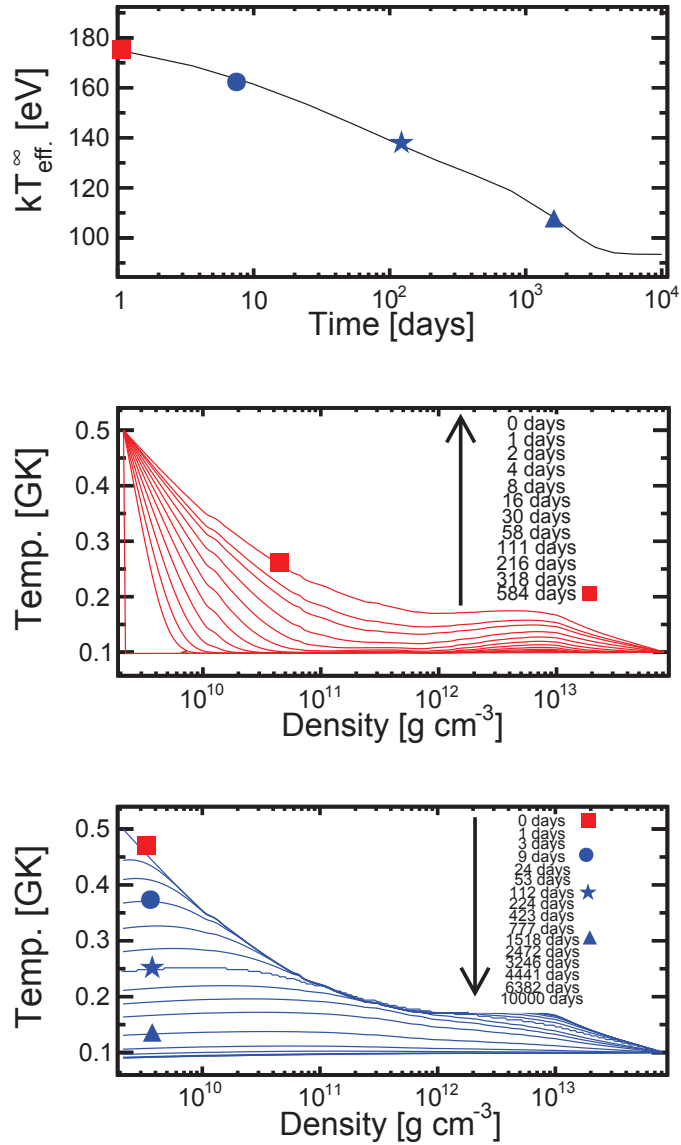 180
160
140
120
100
kT∞eff. [eV]
1 10 10² 10³ 10⁴
Time [days]
0.5
0.4
0.3
0.2
0.1
Temp. [GK]
0 days
1 days
2 days
4 days
8 days
16 days
30 days
58 days
111 days
216 days
318 days
584 days
10¹⁰ 10¹¹ 10¹² 10¹³
Density [g cm⁻³]
0.5
0.4
0.3
0.2
0.1
Temp. [GK]
0 days
1 days
3 days
9 days
24 days
53 days
112 days
224 days
423 days
777 days
1518 days
2472 days
3246 days
4441 days
6382 days
10000 days
10¹⁰ 10¹¹ 10¹² 10¹³
Density [g cm⁻³]